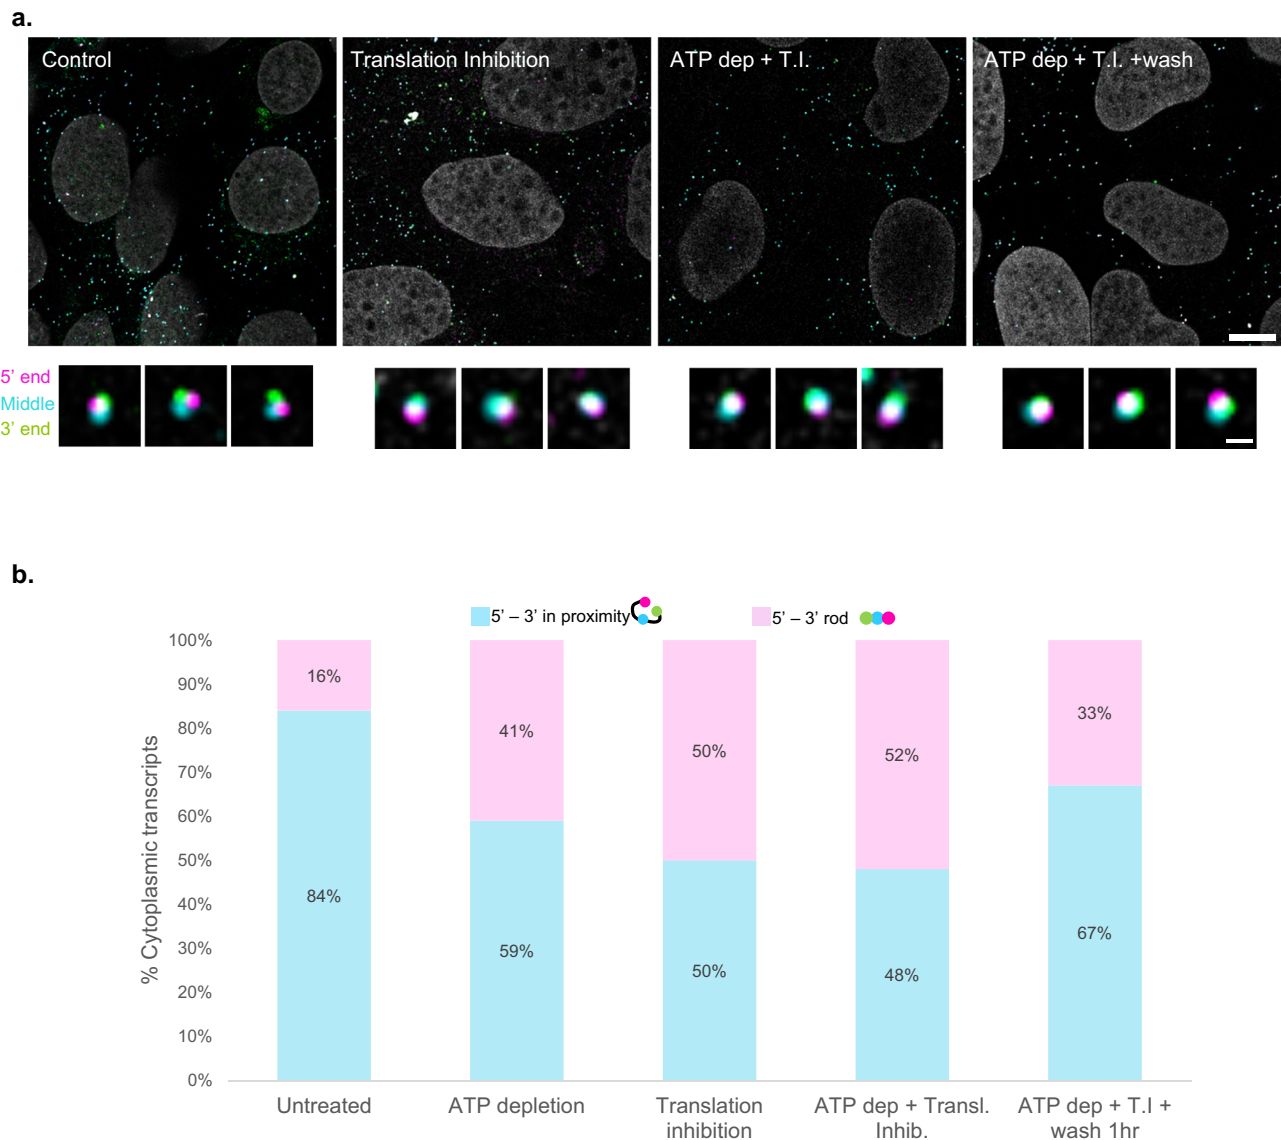 a.
Control
Translation Inhibition
ATP dep + T.I.
ATP dep + T.I. +wash
5’ end
Middle
3’ end
b.
5’ – 3’ in proximity
5’ – 3’ rod
% Cytoplasmic transcripts
100%
90%
80%
70%
60%
50%
40%
30%
20%
10%
0%
16%
84%
41%
59%
50%
50%
52%
48%
33%
67%
Untreated
ATP depletion
Translation
inhibition
ATP dep + Transl.
Inhib.
ATP dep + T.I +
wash 1hr